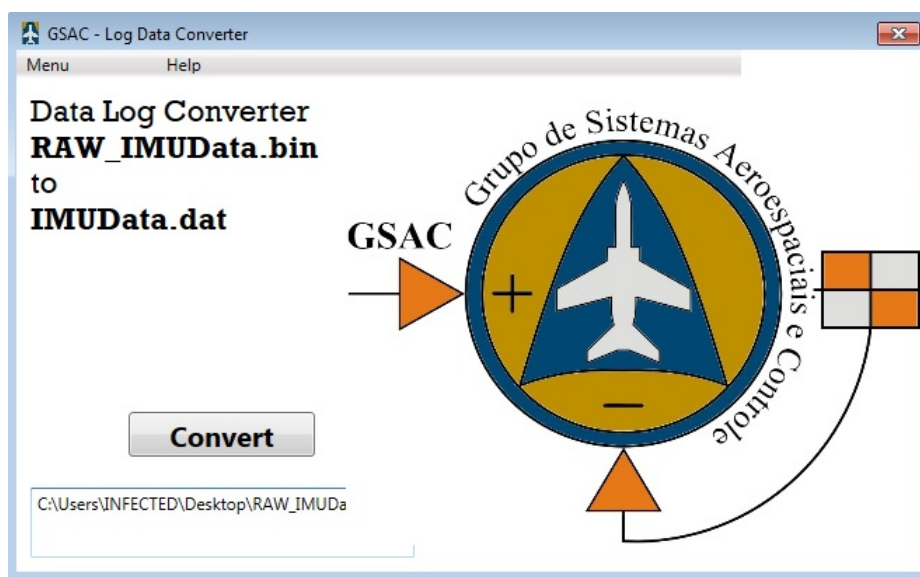 GSAC - Log Data Converter
Menu Help
Data Log Converter
RAW_IMUData.bin
to
IMUData.dat
GSAC
Grupo de Sistemas Aeroespaciais e Controle
+
−
Convert
C:\Users\INFECTED\Desktop\RAW_IMUDa